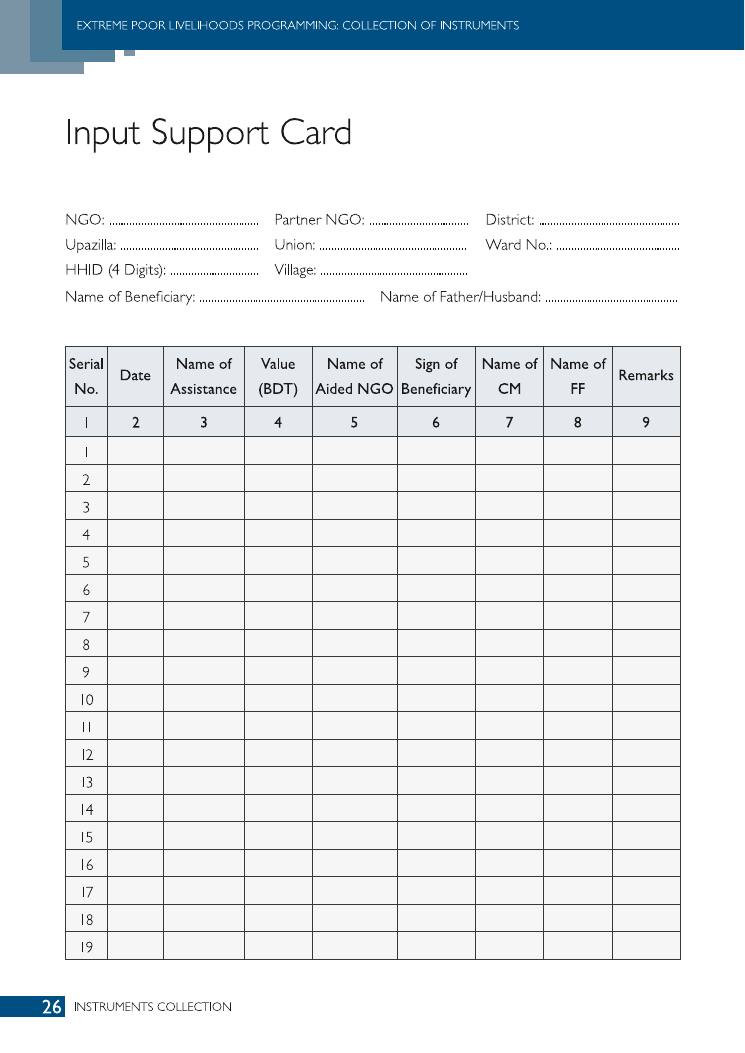 EXTREME POOR LIVELIHOODS PROGRAMMING: COLLECTION OF INSTRUMENTS
Input Support Card
NGO: .......................................... Partner NGO: ............................ District: .......................................
Upazilla: ....................................... Union: .......................................... Ward No.: ..................................
HHID (4 Digits): ......................... Village: .........................................
Name of Beneficiary: .............................................. Name of Father/Husband: .....................................
Serial No. Date Name of Assistance Value (BDT) Name of Aided NGO Sign of Beneficiary Name of CM Name of FF Remarks
1 2 3 4 5 6 7 8 9
1
2
3
4
5
6
7
8
9
10
11
12
13
14
15
16
17
18
19
26 INSTRUMENTS COLLECTION